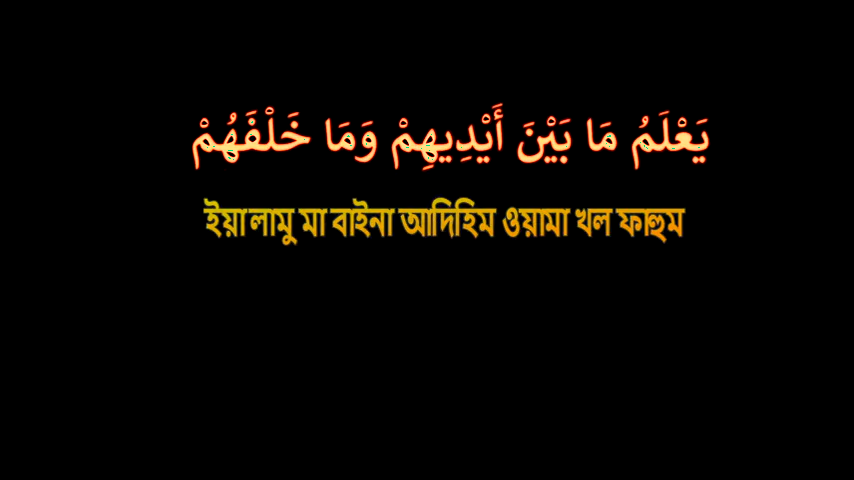 يَعْلَمُ مَا بَيْنَ أَيْدِيهِمْ وَمَا خَلْفَهُمْ
ইয়া লামু মা বাইনা আদিহিম ওয়ামা খল ফাহুম